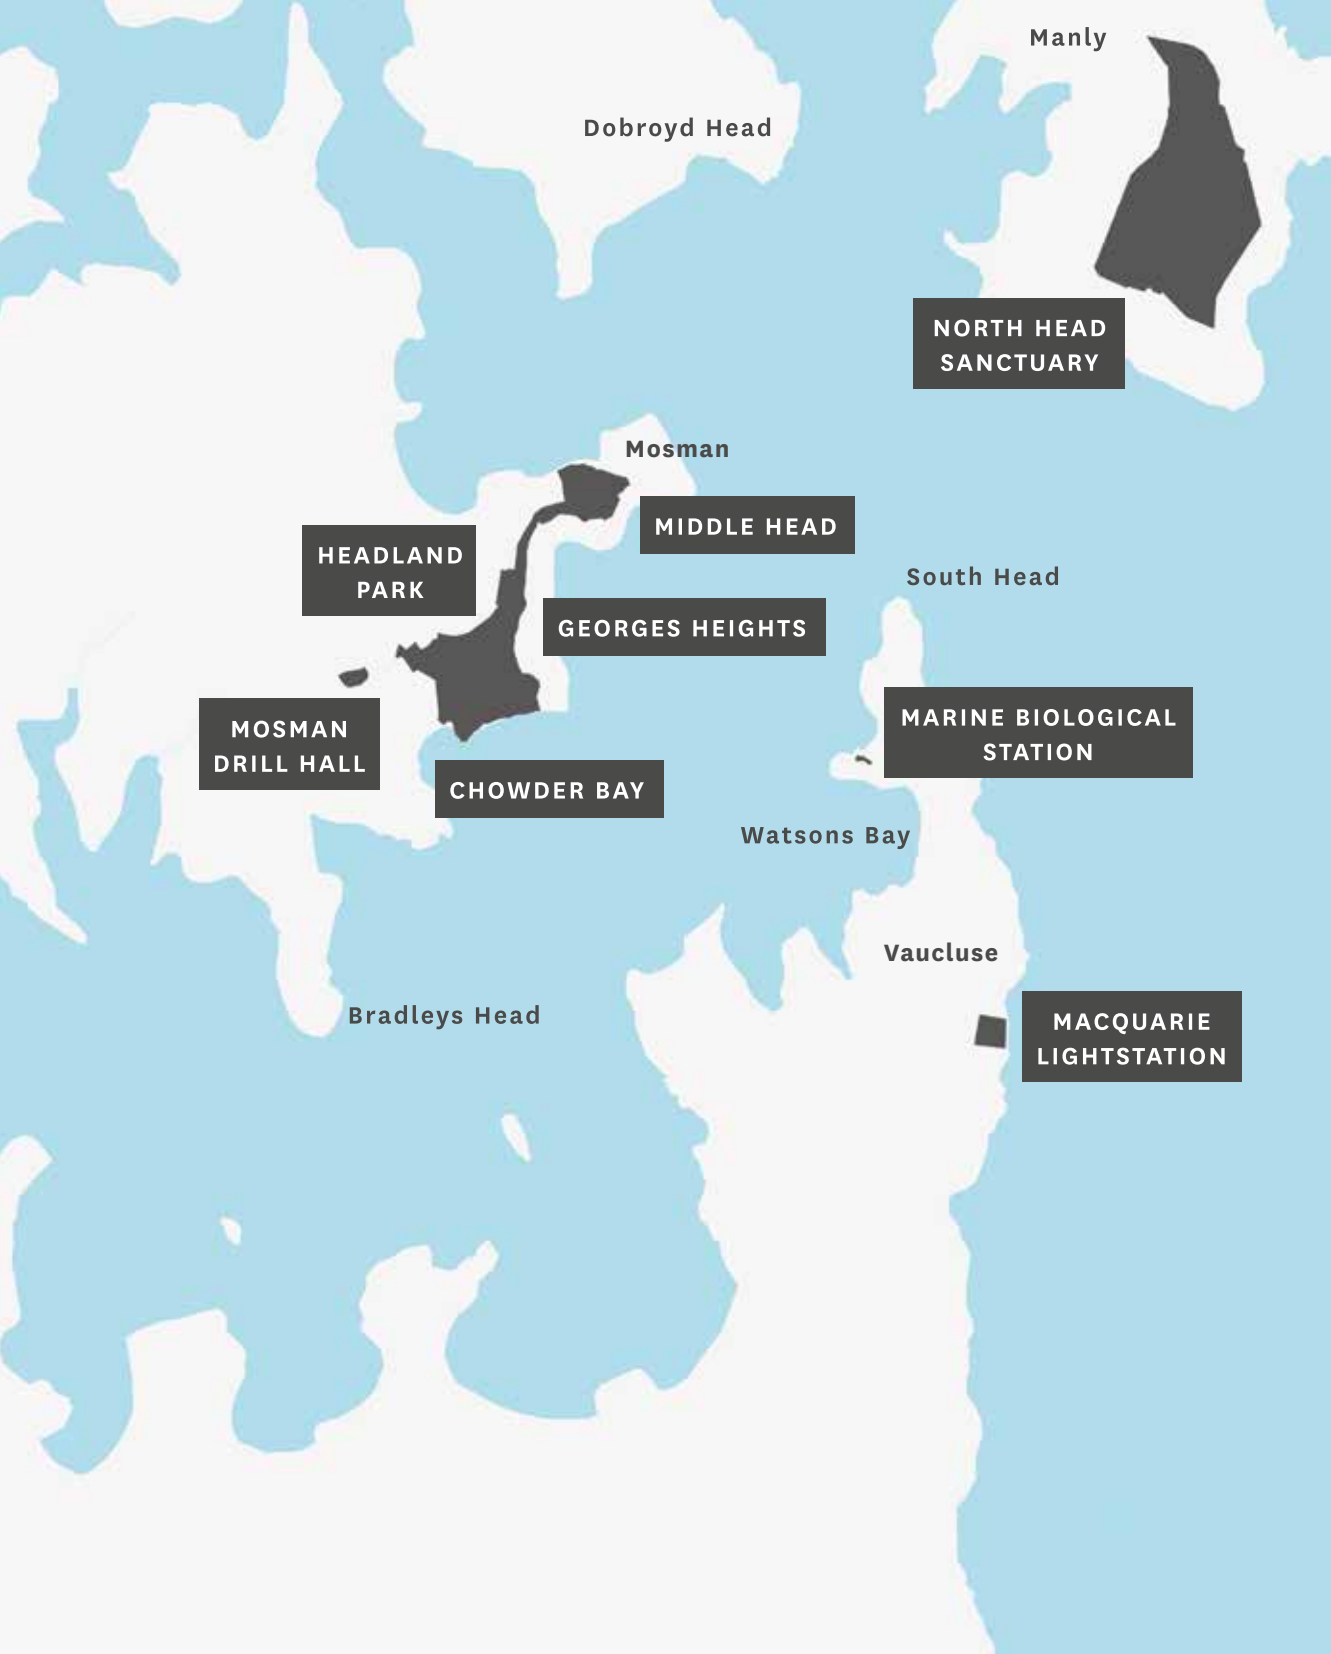 Manly
Dobroyd Head
NORTH HEAD
SANCTUARY
Mosman
MIDDLE HEAD
HEADLAND
PARK
South Head
GEORGES HEIGHTS
MARINE BIOLOGICAL
STATION
MOSMAN
DRILL HALL
CHOWDER BAY
Watsons Bay
Vaucluse
Bradleys Head
MACQUARIE
LIGHTSTATION